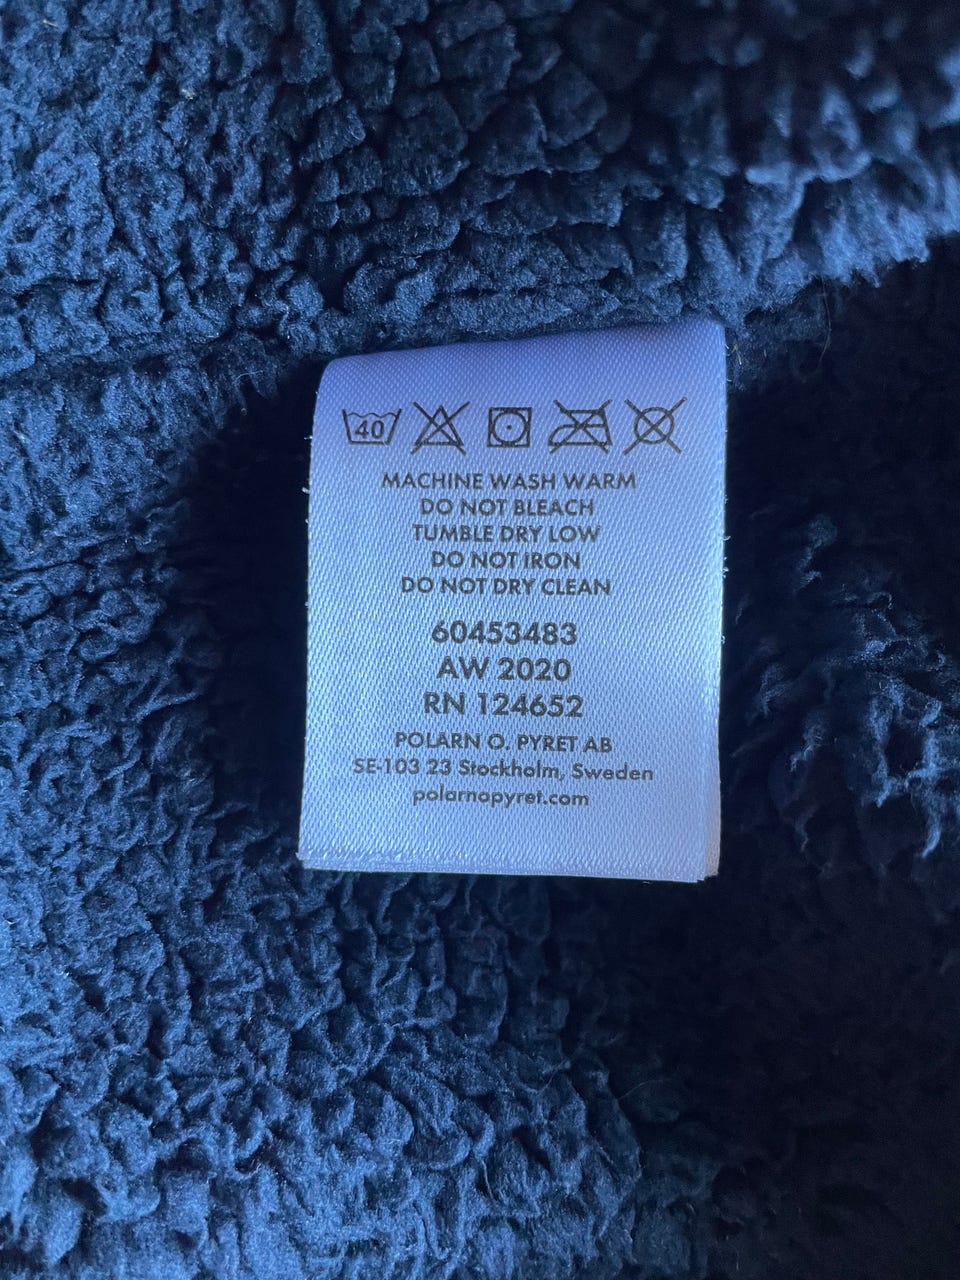 40
MACHINE WASH WARM
DO NOT BLEACH
TUMBLE DRY LOW
DO NOT IRON
DO NOT DRY CLEAN
60453483
AW 2020
RN 124652
POLARN O. PYRET AB
SE-103 23 Stockholm, Sweden
polarnopyret.com